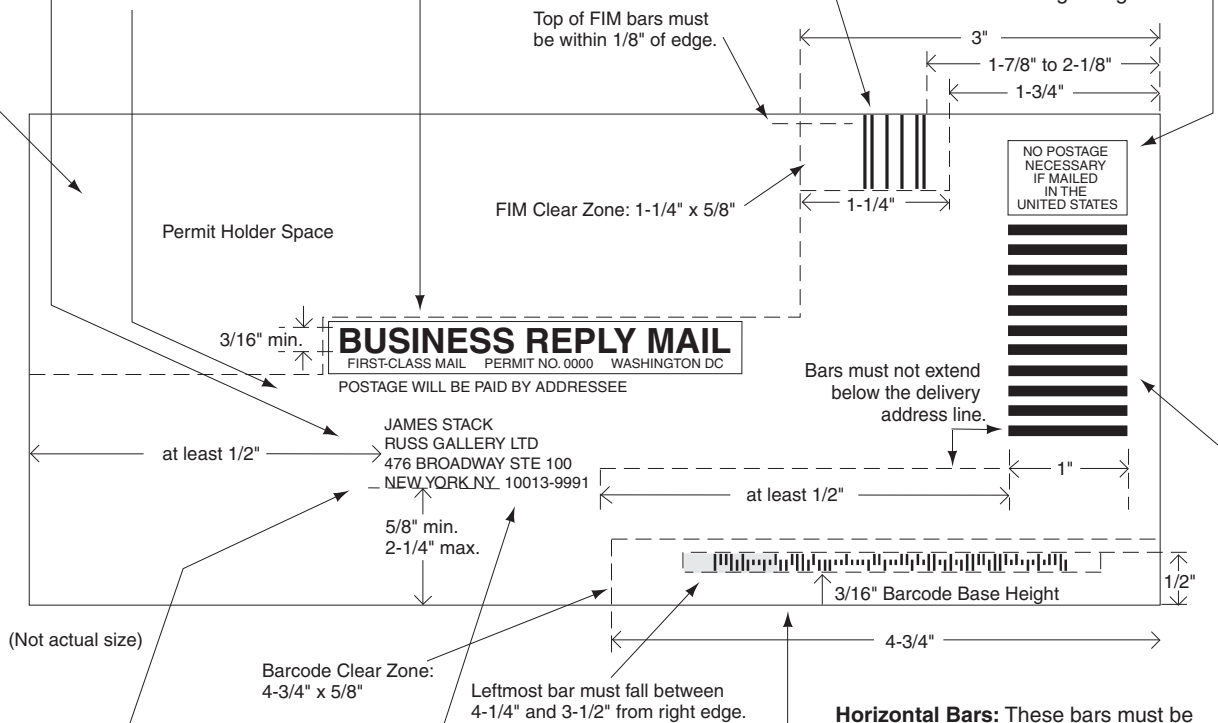 Top of FIM bars must
be within 1/8" of edge.
3"
1-7/8" to 2-1/8"
1-3/4"
NO POSTAGE
NECESSARY
IF MAILED
IN THE
UNITED STATES
FIM Clear Zone: 1-1/4" x 5/8"
1-1/4"
Permit Holder Space
3/16" min.
BUSINESS REPLY MAIL
FIRST-CLASS MAIL PERMIT NO. 0000 WASHINGTON DC
POSTAGE WILL BE PAID BY ADDRESSEE
Bars must not extend
below the delivery
address line.
JAMES STACK
RUSS GALLERY LTD
476 BROADWAY STE 100
NEW YORK NY 10013-9991
at least 1/2"
1"
at least 1/2"
5/8" min.
2-1/4" max.
1/2"
3/16" Barcode Base Height
(Not actual size)
4-3/4"
Barcode Clear Zone:
4-3/4" x 5/8"
Leftmost bar must fall between
4-1/4" and 3-1/2" from right edge.
Horizontal Bars: These bars must be